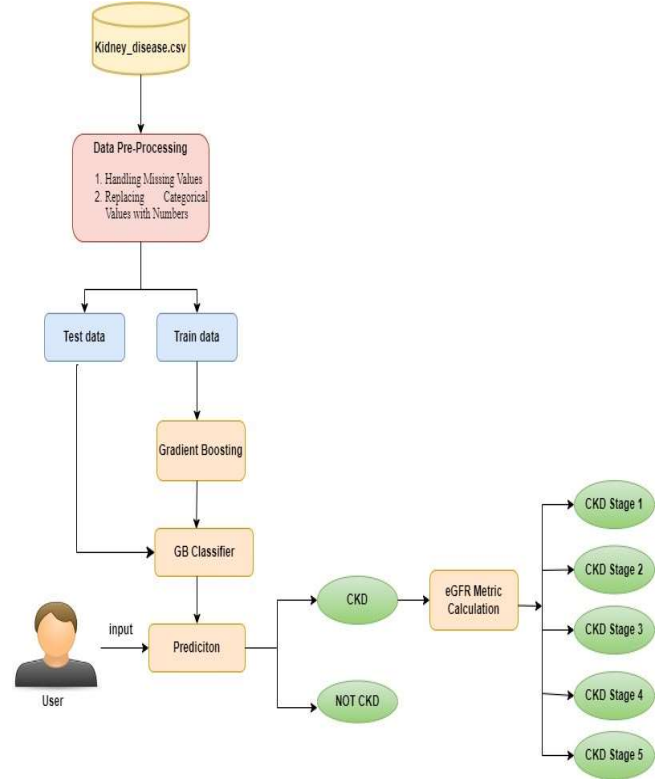 Kidney_disease.csv
Data Pre-Processing
1. Handling Missing Values
2. Replacing Categorical
Values with Numbers
Test data
Train data
Gradient Boosting
GB Classifier
CKD Stage 1
CKD Stage 2
CKD
eGFR Metric
Calculation
CKD Stage 3
input
Prediciton
User
NOT CKD
CKD Stage 4
CKD Stage 5